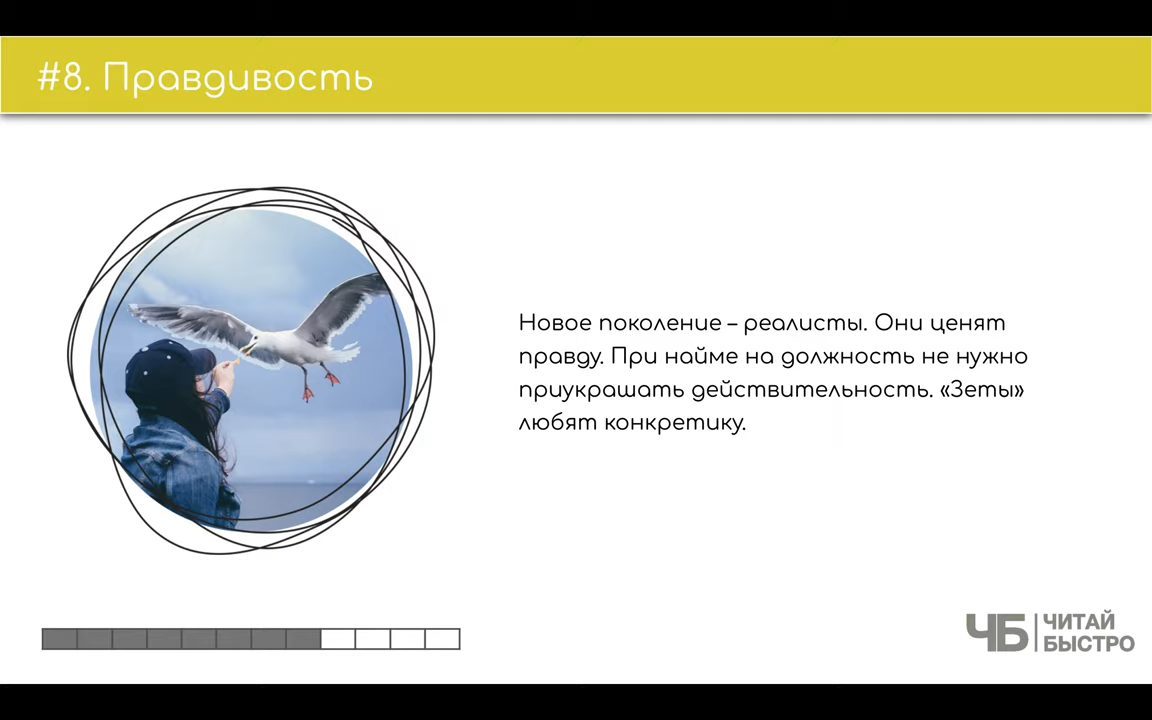 #8. Правдивость
Новое поколение – реалисты. Они ценят
правду. При найме на должность не нужно
приукрашать действительность. «Зеты»
любят конкретику.
ЧБ
ЧИТАЙ
БЫСТРО